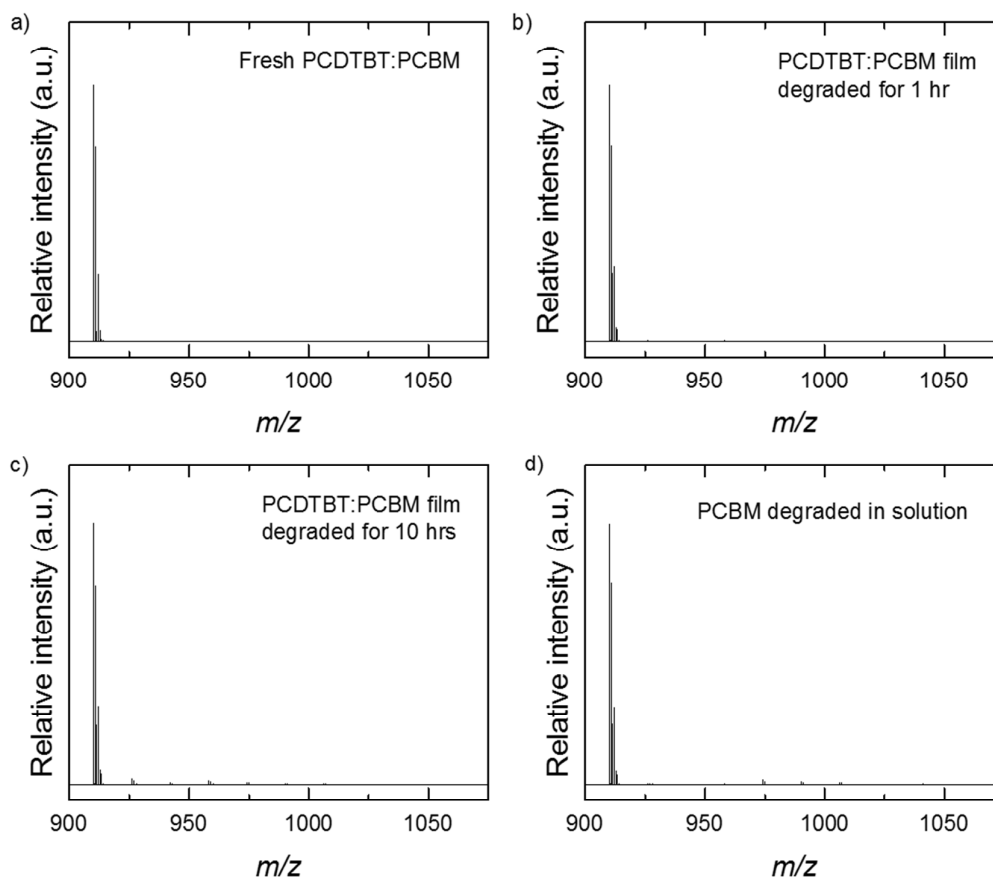 a)
Fresh PCDTBT:PCBM
Relative intensity (a.u.)
900 950 1000 1050
m/z
b)
PCDTBT:PCBM film
degraded for 1 hr
Relative intensity (a.u.)
900 950 1000 1050
m/z
c)
PCDTBT:PCBM film
degraded for 10 hrs
Relative intensity (a.u.)
900 950 1000 1050
m/z
d)
PCBM degraded in solution
Relative intensity (a.u.)
900 950 1000 1050
m/z